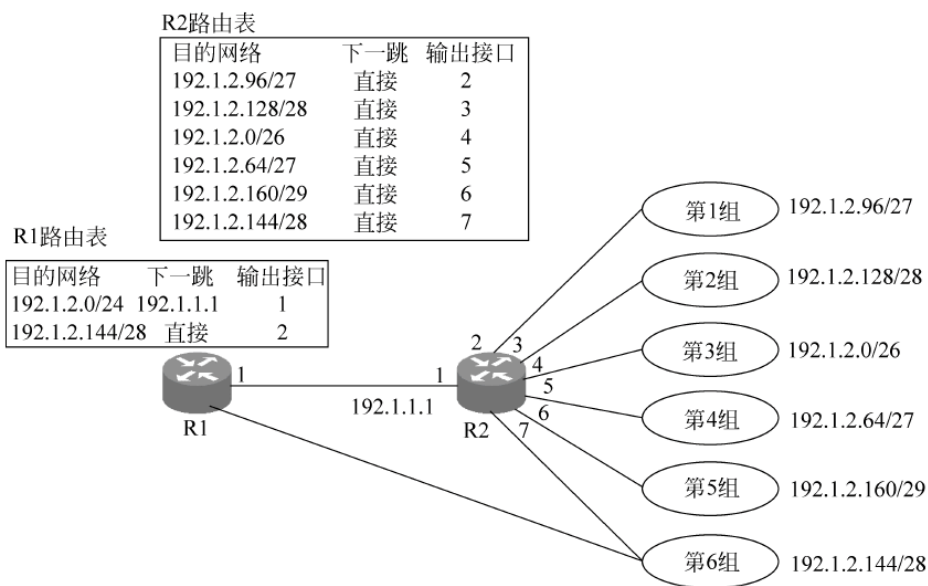 R2路由表
目的网络 下一跳 输出接口
192.1.2.96/27 直接 2
192.1.2.128/28 直接 3
192.1.2.0/26 直接 4
192.1.2.64/27 直接 5
192.1.2.160/29 直接 6
192.1.2.144/28 直接 7
R1路由表
目的网络 下一跳 输出接口
192.1.2.0/24 192.1.1.1 1
192.1.2.144/28 直接 2
第1组 192.1.2.96/27
第2组 192.1.2.128/28
第3组 192.1.2.0/26
第4组 192.1.2.64/27
第5组 192.1.2.160/29
第6组 192.1.2.144/28
2 3
4
1 1
5
192.1.1.1
6
R1 R2 7